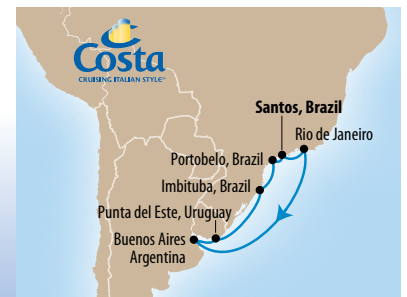 Costa
CRUISING ITALIAN STYLE℠
Santos, Brazil
Rio de Janeiro
Portobelo, Brazil
Imbituba, Brazil
Punta del Este, Uruguay
Buenos Aires
Argentina